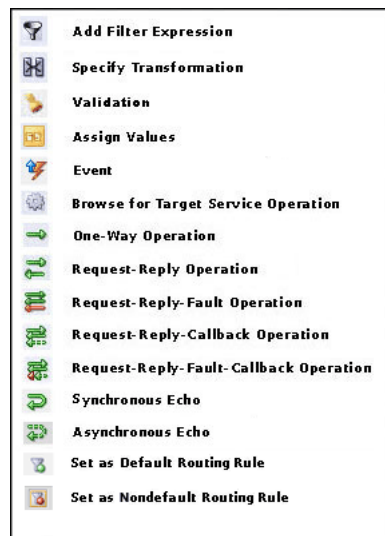 Add Filter Expression
Specify Transformation
Validation
Assign Values
Event
Browse for Target Service Operation
One-Way Operation
Request-Reply Operation
Request-Reply-Fault Operation
Request-Reply-Callback Operation
Request-Reply-Fault-Callback Operation
Synchronous Echo
Asynchronous Echo
Set as Default Routing Rule
Set as Nondefault Routing Rule